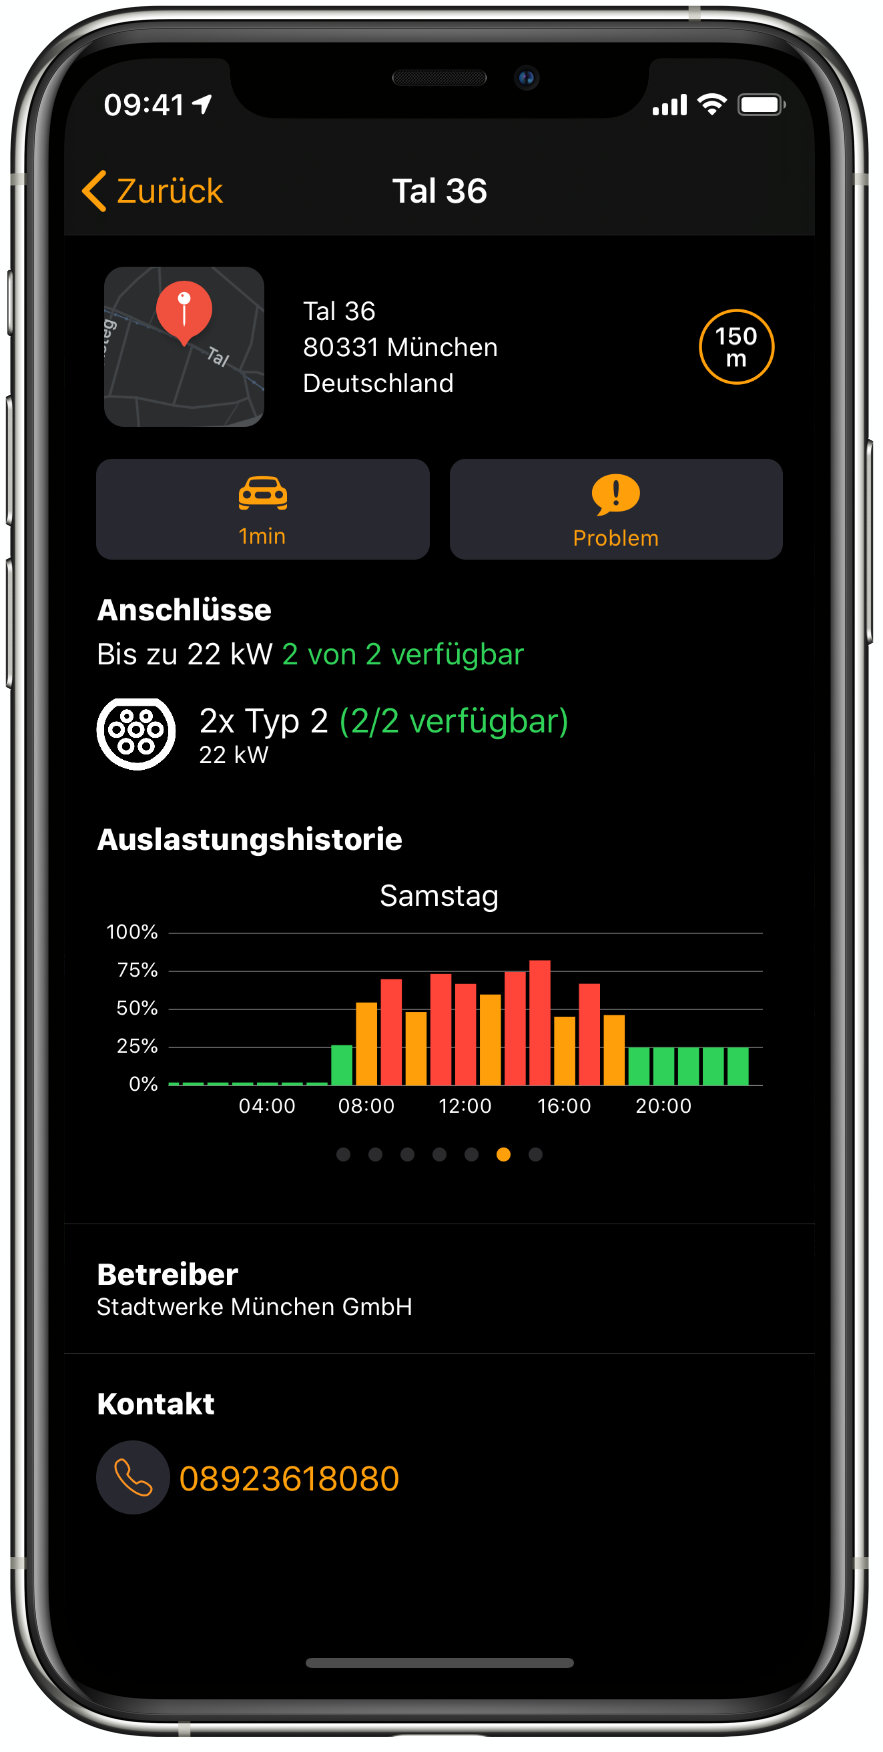 09:41
Zurück
Tal 36
Tal
Tal 36
80331 München
Deutschland
150
m
1min
Problem
Anschlüsse
Bis zu 22 kW 2 von 2 verfügbar
2x Typ 2 (2/2 verfügbar)
22 kW
Auslastungshistorie
Samstag
100%
75%
50%
25%
0%
04:00 08:00 12:00 16:00 20:00
Betreiber
Stadtwerke München GmbH
Kontakt
08923618080